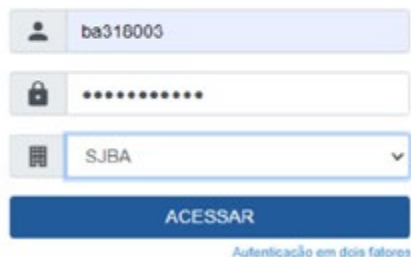 ba318003
•••••••••••
SJBA
ACESSAR
Autenticação em dois fatores